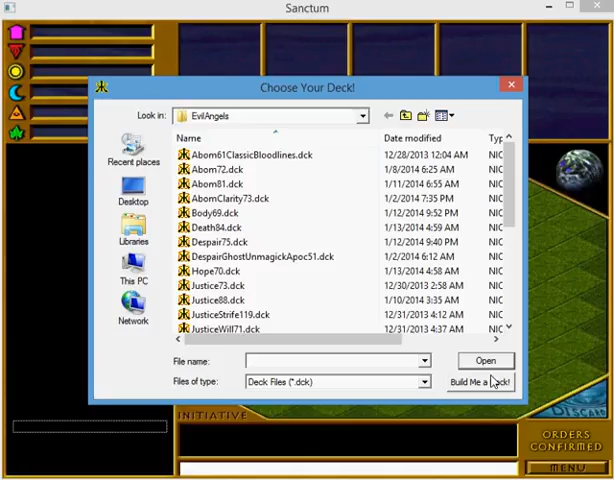 Sanctum
Choose Your Deck!
Look in: EvilAngels
Name Date modified Typ
Abom61ClassicBloodlines.dck 12/28/2013 12:04 AM NIC
Abom72.dck 1/8/2014 6:25 AM NIC
Abom81.dck 1/11/2014 6:55 AM NIC
AbomClarity73.dck 1/2/2014 7:35 PM NIC
Body69.dck 1/12/2014 9:52 PM NIC
Death84.dck 1/13/2014 4:59 AM NIC
Despair75.dck 1/12/2014 9:40 PM NIC
DespairGhostUnmagickApoc51.dck 1/2/2014 6:12 AM NIC
Hope70.dck 1/13/2014 4:58 AM NIC
Justice73.dck 12/30/2013 2:58 AM NIC
Justice88.dck 1/10/2014 3:35 AM NIC
JusticeStrife119.dck 12/31/2013 4:12 AM NIC
JusticeWill71.dck 12/31/2013 4:37 AM NIC
Recent places
Desktop
Libraries
This PC
Network
File name: Open
Files of type: Deck Files (*.dck) Build Me a Deck!
INITIATIVE
DISCARD
ORDERS
CONFIRMED
MENU